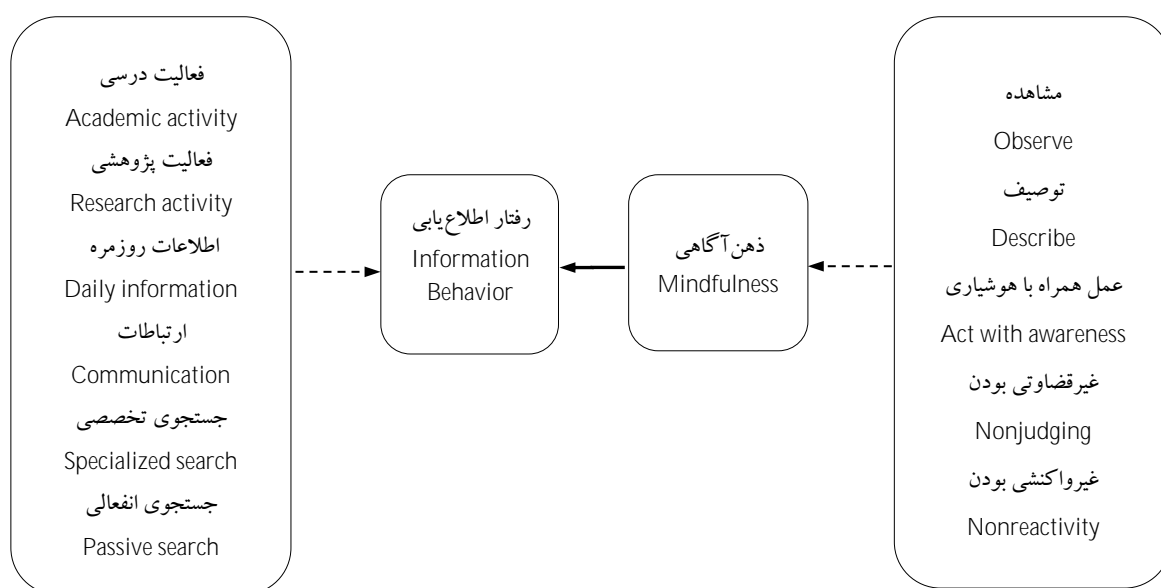 فعالیت درسی
Academic activity
فعالیت پژوهشی
Research activity
اطلاعات روزمره
Daily information
ارتباطات
Communication
جستجوی تخصصی
Specialized search
جستجوی انفعالی
Passive search
رفتار اطلاع‌یابی
Information
Behavior
ذهن‌آگاهی
Mindfulness
مشاهده
Observe
توصیف
Describe
عمل همراه با هوشیاری
Act with awareness
غیرقضاوتی بودن
Nonjudging
غیرواکنشی بودن
Nonreactivity